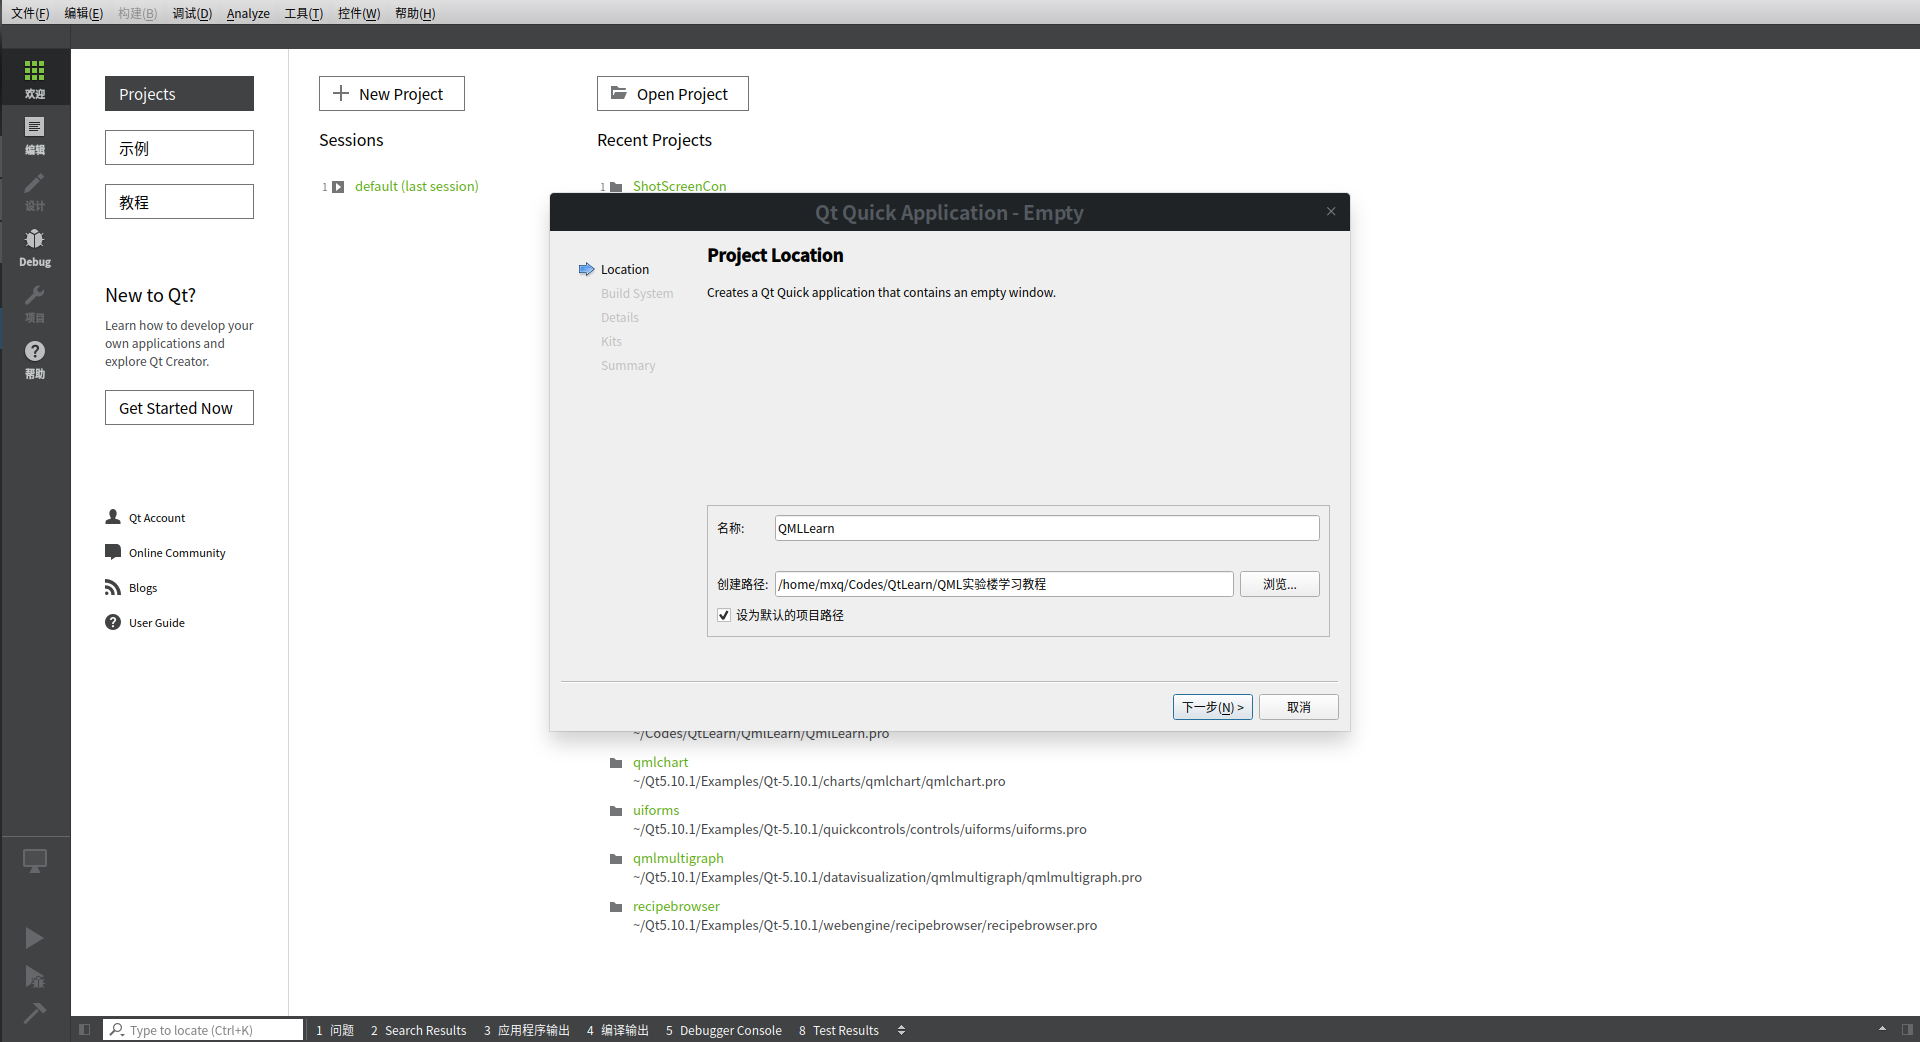 文件(F) 编辑(E) 构建(B) 调试(D) Analyze 工具(T) 控件(W) 帮助(H)
欢迎
编辑
设计
Debug
项目
帮助
Projects
示例
教程
New to Qt?
Learn how to develop your
own applications and
explore Qt Creator.
Get Started Now
Qt Account
Online Community
Blogs
User Guide
New Project
Open Project
Sessions
Recent Projects
1 default (last session)
1 ShotScreenCon
Qt Quick Application - Empty
Location
Build System
Details
Kits
Summary
Project Location
Creates a Qt Quick application that contains an empty window.
名称: QMLLearn
创建路径: /home/mxq/Codes/QtLearn/QML实验楼学习教程 浏览...
设为默认的项目路径
下一步(N) > 取消
~/Codes/QtLearn/QmlLearn/QmlLearn.pro
qmlchart
~/Qt5.10.1/Examples/Qt-5.10.1/charts/qmlchart/qmlchart.pro
uiforms
~/Qt5.10.1/Examples/Qt-5.10.1/quickcontrols/controls/uiforms/uiforms.pro
qmlmultigraph
~/Qt5.10.1/Examples/Qt-5.10.1/datavisualization/qmlmultigraph/qmlmultigraph.pro
recipebrowser
~/Qt5.10.1/Examples/Qt-5.10.1/webengine/recipebrowser/recipebrowser.pro
Type to locate (Ctrl+K) 1 问题 2 Search Results 3 应用程序输出 4 编译输出 5 Debugger Console 8 Test Results